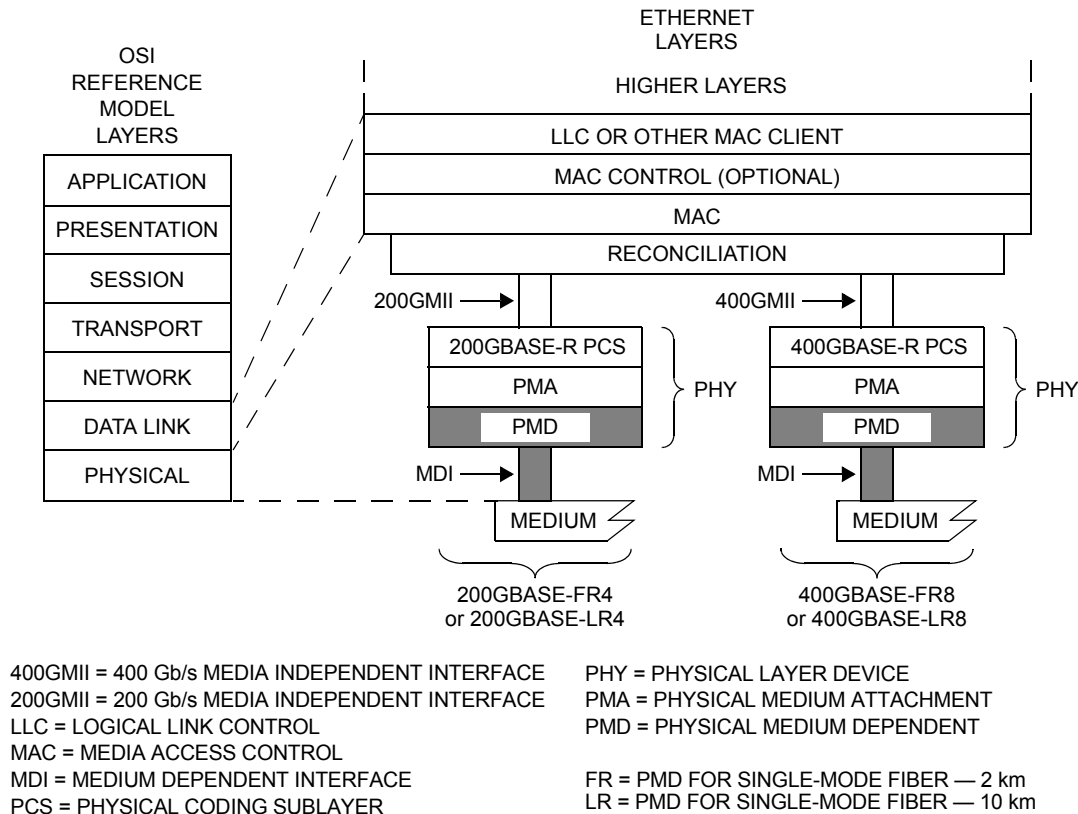 ETHERNET
LAYERS
OSI
REFERENCE
MODEL
LAYERS
APPLICATION
PRESENTATION
SESSION
TRANSPORT
NETWORK
DATA LINK
PHYSICAL
HIGHER LAYERS
LLC OR OTHER MAC CLIENT
MAC CONTROL (OPTIONAL)
MAC
RECONCILIATION
200GMII
200GBASE-R PCS
PMA
PMD
PHY
MDI
MEDIUM
200GBASE-FR4
or 200GBASE-LR4
400GMII
400GBASE-R PCS
PMA
PMD
PHY
MDI
MEDIUM
400GBASE-FR8
or 400GBASE-LR8
400GMII = 400 Gb/s MEDIA INDEPENDENT INTERFACE
200GMII = 200 Gb/s MEDIA INDEPENDENT INTERFACE
LLC = LOGICAL LINK CONTROL
MAC = MEDIA ACCESS CONTROL
MDI = MEDIUM DEPENDENT INTERFACE
PCS = PHYSICAL CODING SUBLAYER
PHY = PHYSICAL LAYER DEVICE
PMA = PHYSICAL MEDIUM ATTACHMENT
PMD = PHYSICAL MEDIUM DEPENDENT
FR = PMD FOR SINGLE-MODE FIBER — 2 km
LR = PMD FOR SINGLE-MODE FIBER — 10 km